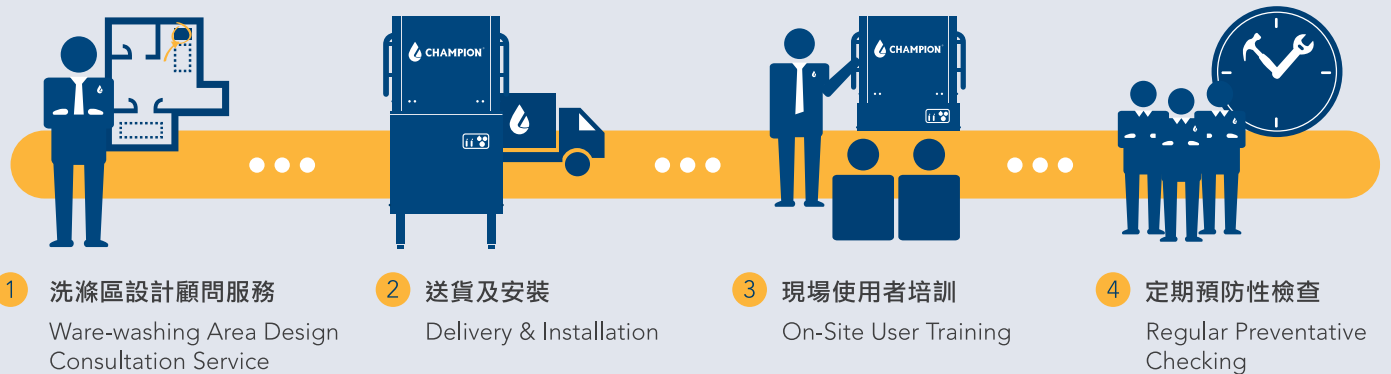 CHAMPION
CHAMPION
1 洗滌區設計顧問服務
Ware-washing Area Design
Consultation Service
2 送貨及安裝
Delivery & Installation
3 現場使用者培訓
On-Site User Training
4 定期預防性檢查
Regular Preventative
Checking